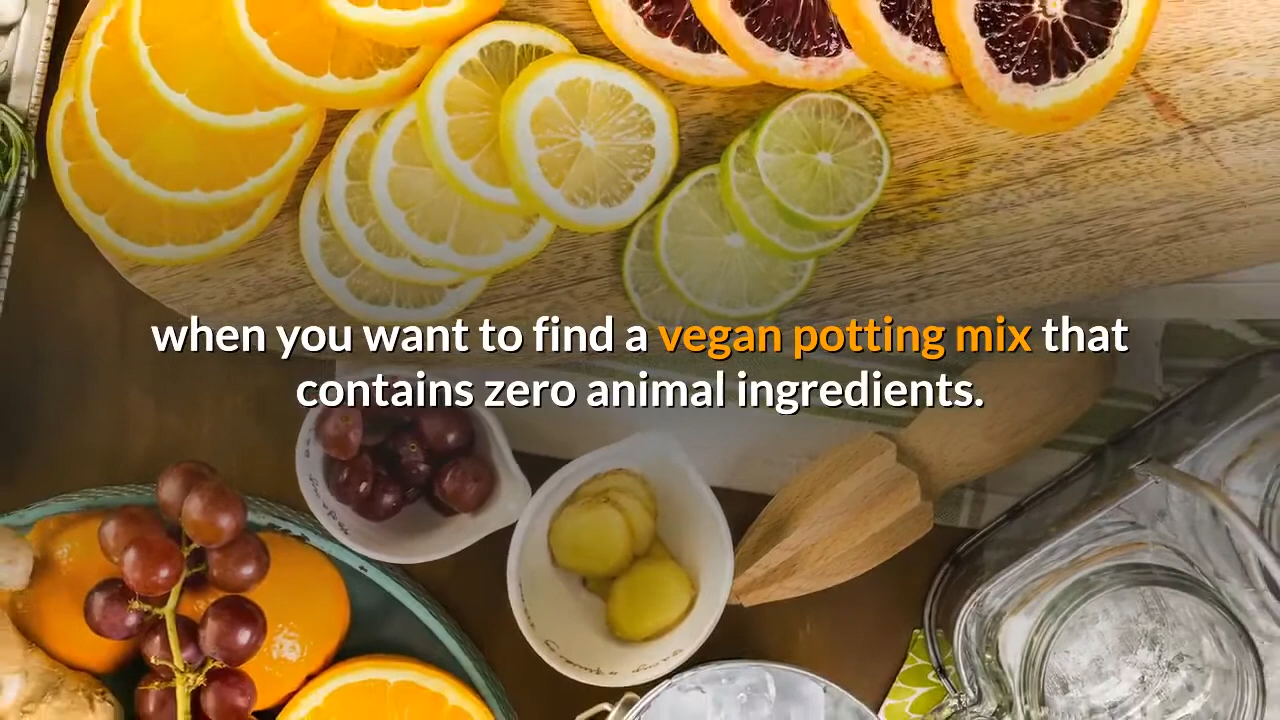 when you want to find a vegan potting mix that
contains zero animal ingredients.